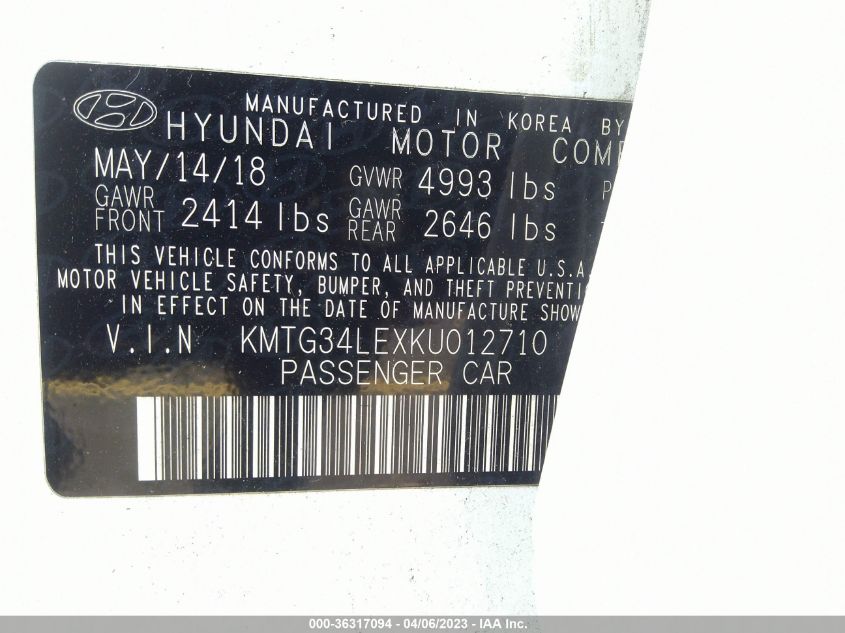 MANUFACTURED IN KOREA BY
HYUNDAI MOTOR
MAY/14/18 GVWR 4993 lbs
GAWR FRONT 2414 lbs GAWR REAR 2646 lbs
THIS VEHICLE CONFORMS TO ALL APPLICABLE U.S.A.
MOTOR VEHICLE SAFETY, BUMPER, AND THEFT
IN EFFECT ON THE DATE OF MANUFACTURE
V.I.N KMTG34LEXKU012710
PASSENGER CAR
000-36317094 - 04/06/2023 - IAA Inc.